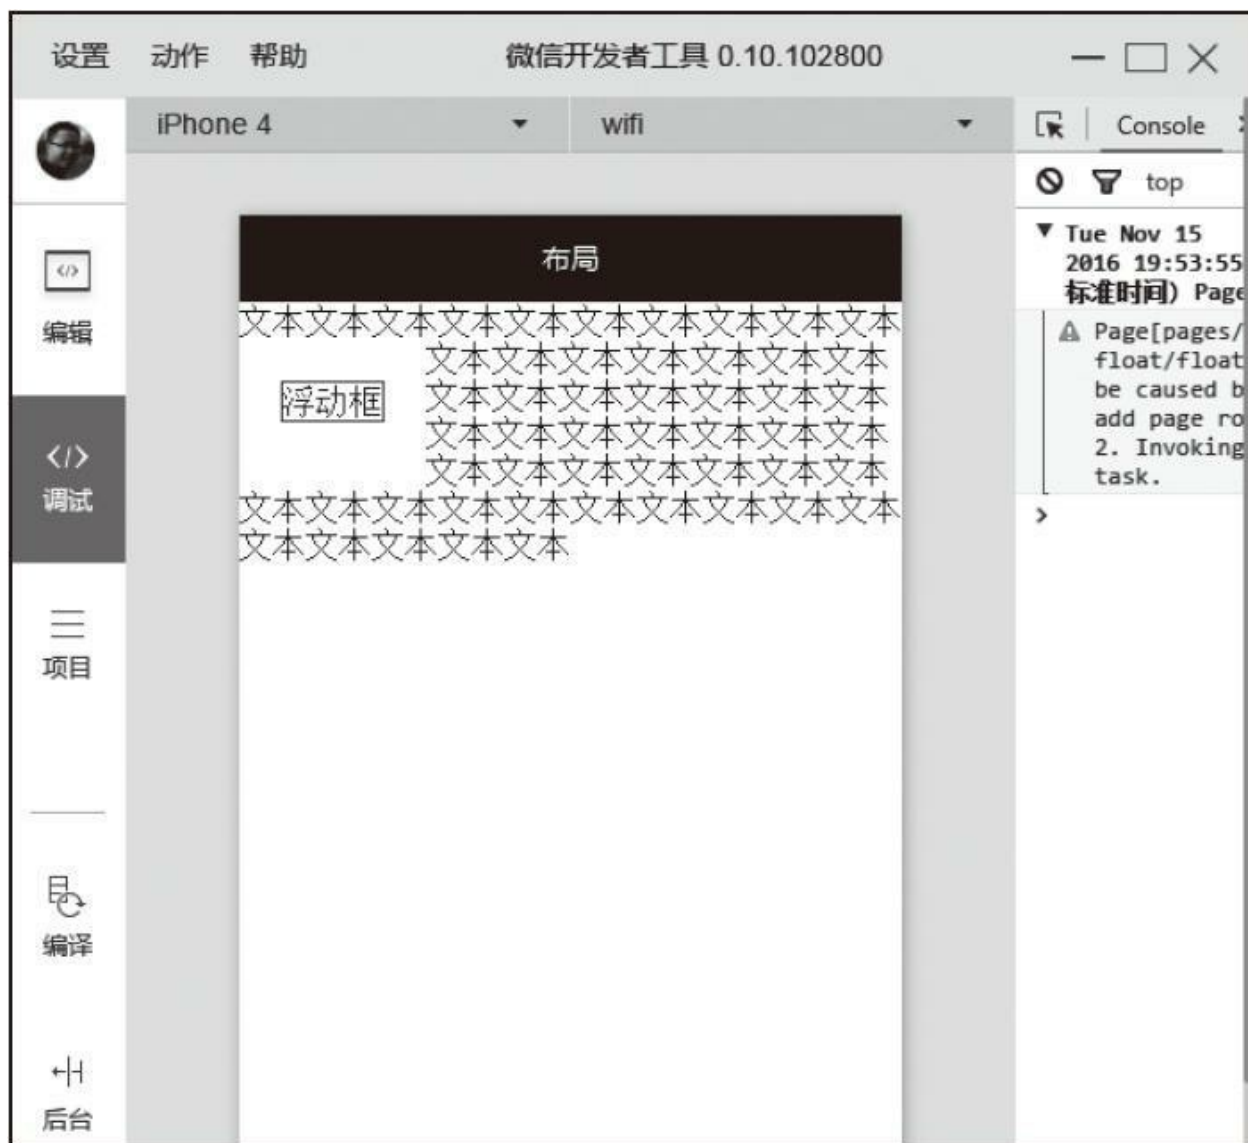 设置 动作 帮助 微信开发者工具 0.10.102800
iPhone 4 wifi
Console
top
编辑
调试
项目
编译
后台
布局
文本文本文本文本文本文本文本文本文本文本
浮动框
文本文本文本文本文本文本文本
文本文本文本文本文本文本文本
文本文本文本文本文本文本文本
文本文本文本文本文本文本文本
文本文本文本文本文本文本文本文本文本文本
文本文本文本文本文本
Tue Nov 15
2016 19:53:55
标准时间) Page
Page[pages/
float/float
be caused b
add page ro
2. Invoking
task.